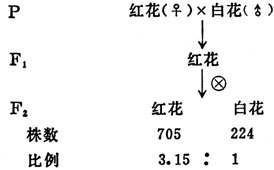 P 红花(♀)×白花(♂)
F₁ 红花
⊗
F₂ 红花 白花
株数 705 224
比例 3.15 : 1